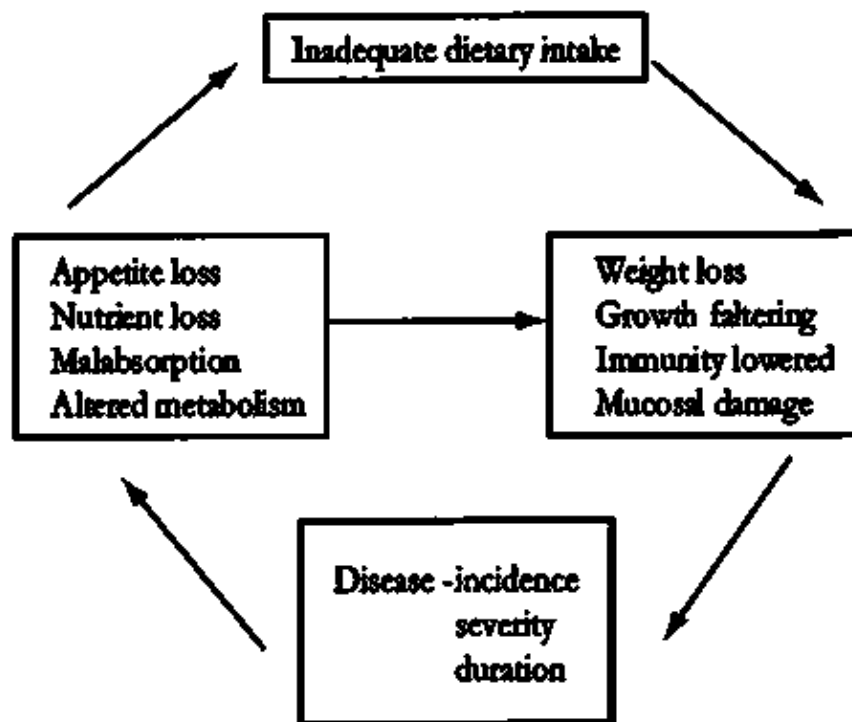 Inadequate dietary intake
Appetite loss
Nutrient loss
Malabsorption
Altered metabolism
Weight loss
Growth faltering
Immunity lowered
Mucosal damage
Disease -incidence
severity
duration